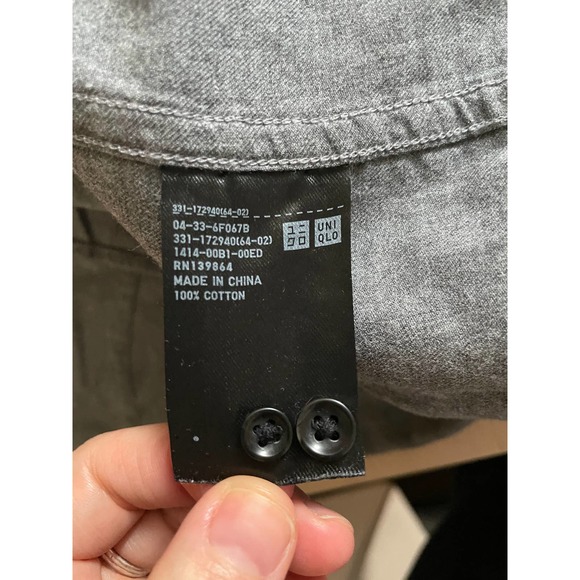 331-172940(64-02)
04-33-6F067B
331-172940(64-02)
1414-00B1-00ED
RN139864
MADE IN CHINA
100% COTTON
ユニ
クロ
UNI
QLO